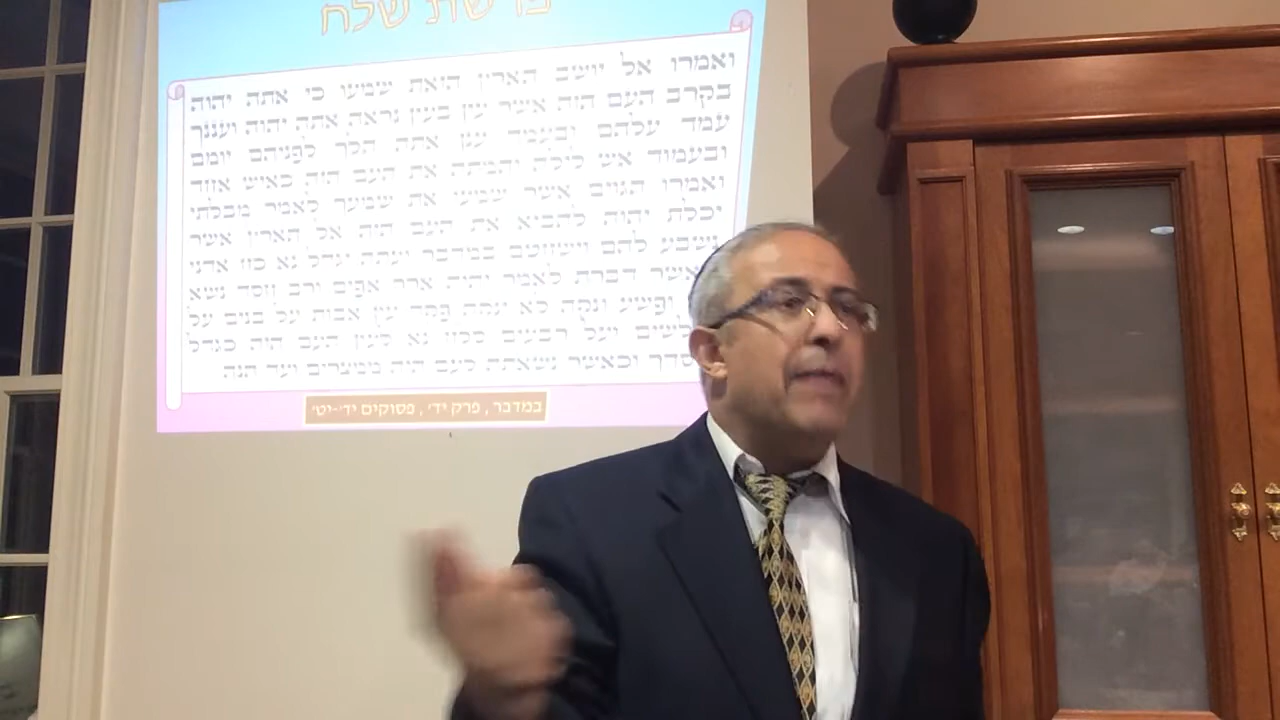 פרשת שלח
ואמרו אל יושב הארץ הזאת שמעו כי אתה יהוה
בקרב העם הזה אשר עין בעין נראה אתה יהוה ועננך
עמד עלהם ובעמד ענן אתה הלך לפניהם יומם
ובעמוד אש לילה והמתה את העם הזה כאיש אחד
ואמרו הגוים אשר שמעו את שמעך לאמר מבלתי
יכלת יהוה להביא את העם הזה אל הארץ אשר
נשבע להם וישחטם במדבר ועתה יגדל נא כח אדני
אשר דברת לאמר יהוה ארך אפים ורב חסד נשא
ופשע ונקה לא ינקה פקד עון אבות על בנים על
ועל רבעים סלח נא לעון העם הזה כגדל
וכאשר נשאתה לעם הזה ממצרים ועד הנה
במדבר , פרק יד' , פסוקים יד'-יט'